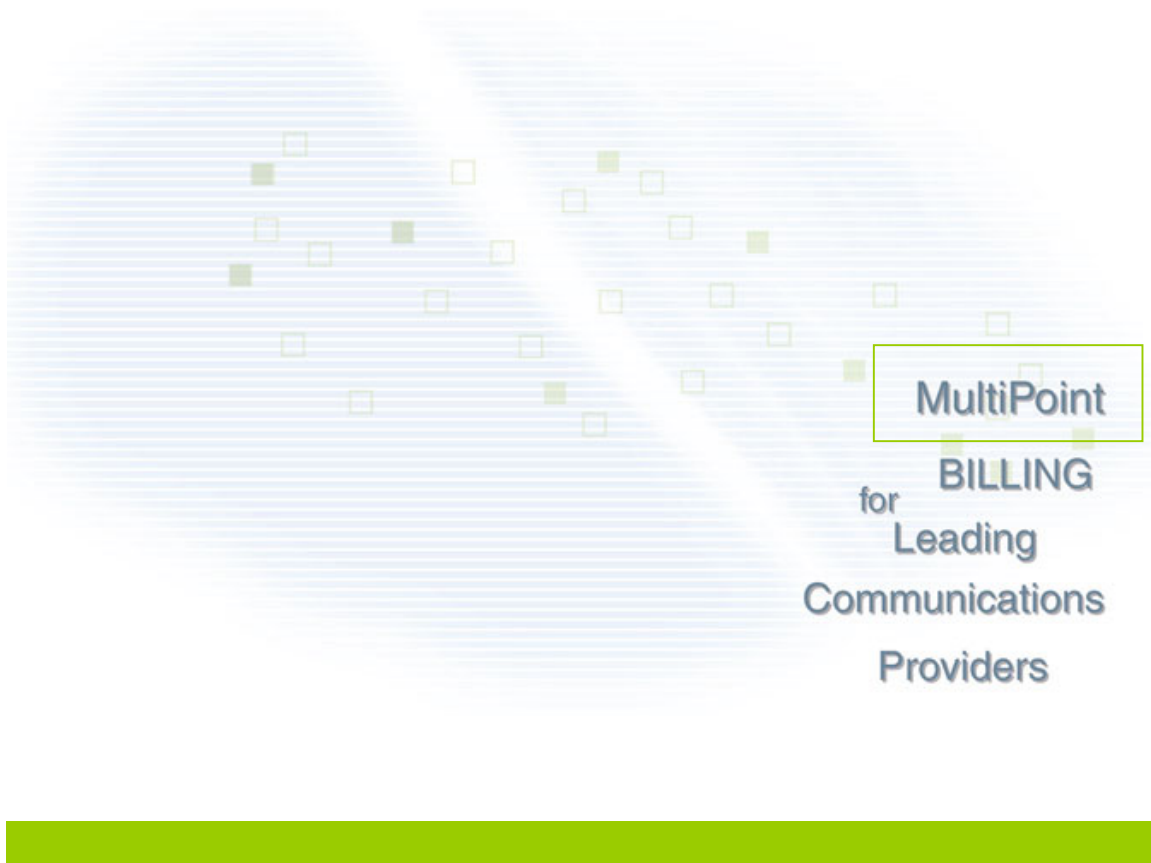 MultiPoint
BILLING
for
Leading
Communications
Providers